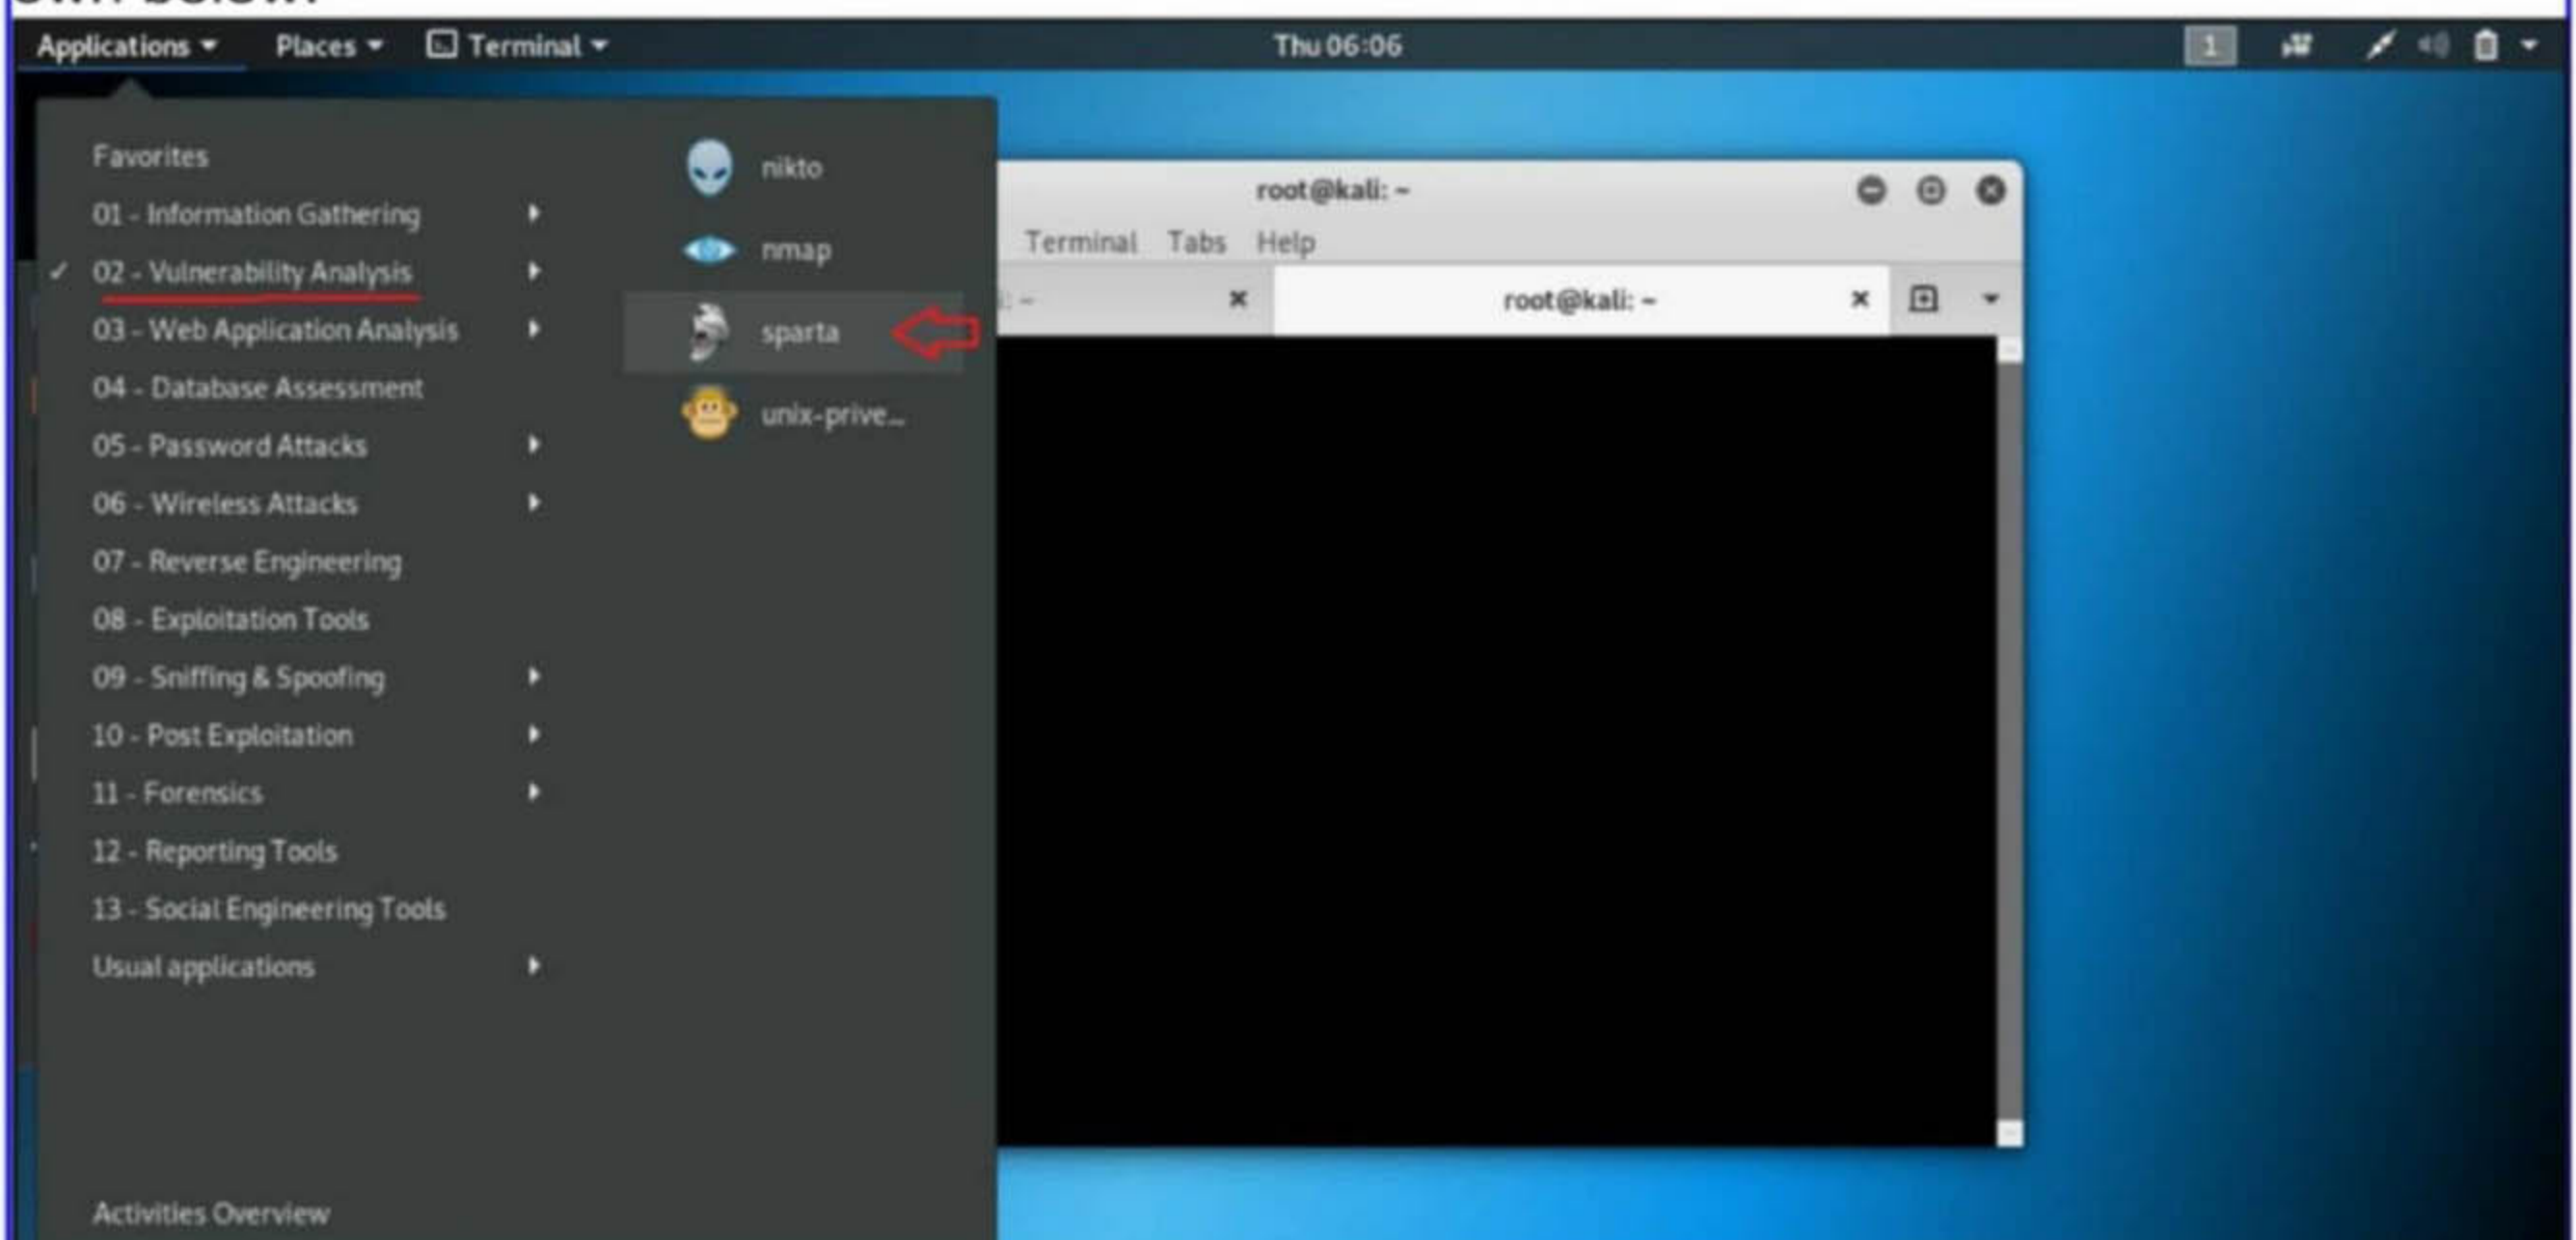 Applications Places Terminal Thu 06:06 1
Favorites
01 - Information Gathering
02 - Vulnerability Analysis
03 - Web Application Analysis
04 - Database Assessment
05 - Password Attacks
06 - Wireless Attacks
07 - Reverse Engineering
08 - Exploitation Tools
09 - Sniffing & Spoofing
10 - Post Exploitation
11 - Forensics
12 - Reporting Tools
13 - Social Engineering Tools
Usual applications
Activities Overview
nikto
nmap
sparta
unix-prive...
root@kali: ~
Terminal Tabs Help
root@kali: ~